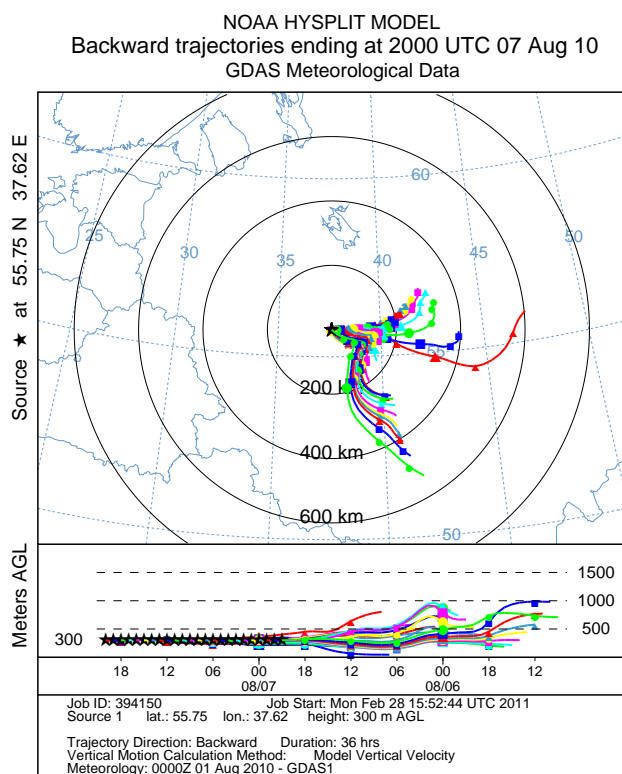 NOAA HYSPLIT MODEL
Backward trajectories ending at 2000 UTC 07 Aug 10
GDAS Meteorological Data
Source ★ at 55.75 N 37.62 E
60
25
30
35
40
45
50
55
50
200 km
400 km
600 km
Meters AGL
1500
1000
500
300
18 12 06 00 18 12 06 00 18 12
08/07 08/06
Job ID: 394150 Job Start: Mon Feb 28 15:52:44 UTC 2011
Source 1 lat.: 55.75 lon.: 37.62 height: 300 m AGL
Trajectory Direction: Backward Duration: 36 hrs
Vertical Motion Calculation Method: Model Vertical Velocity
Meteorology: 0000Z 01 Aug 2010 - GDAS1